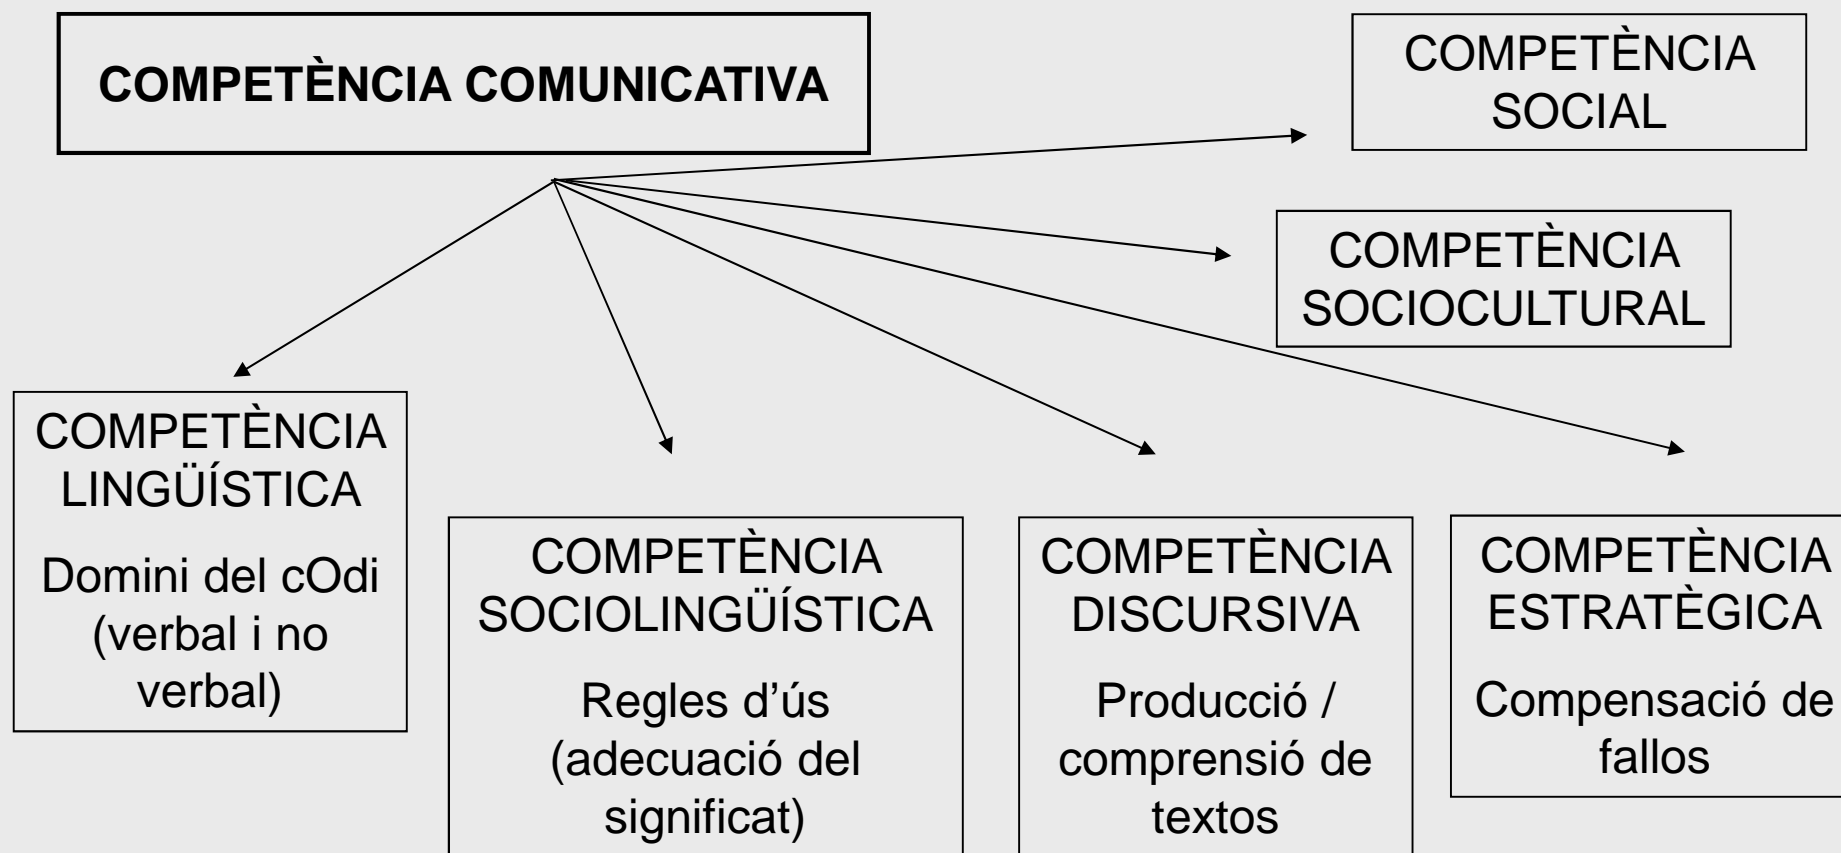 COMPETÈNCIA COMUNICATIVA
COMPETÈNCIA
SOCIAL
COMPETÈNCIA
SOCIOCULTURAL
COMPETÈNCIA
LINGÜÍSTICA
Domini del cOdi
(verbal i no
verbal)
COMPETÈNCIA
SOCIOLINGÜÍSTICA
Regles d’ús
(adecuació del
significat)
COMPETÈNCIA
DISCURSIVA
Producció /
comprensió de
textos
COMPETÈNCIA
ESTRATÈGICA
Compensació de
fallos